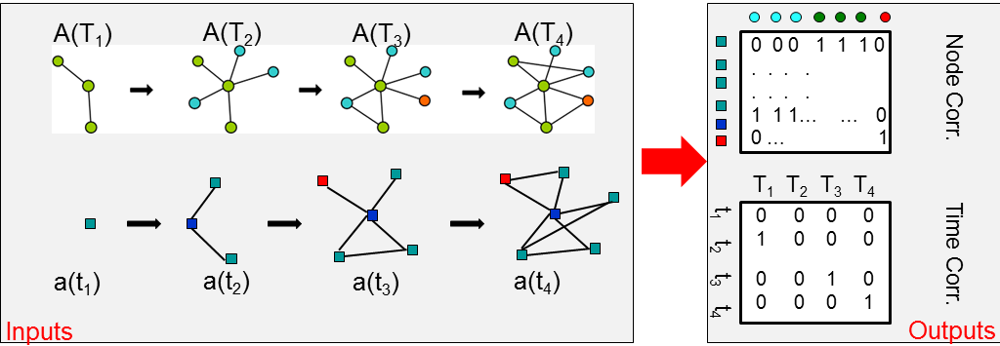 A(T1) A(T2) A(T3) A(T4)
a(t1) a(t2) a(t3) a(t4)
Inputs
0 0 0 1 1 1 0
. . . .
. . . .
1 1 1... ... 0
0 ... 1
Node Corr.
T1 T2 T3 T4
t1 0 0 0 0
t2 1 0 0 0
t3 0 0 1 0
t4 0 0 0 1
Time Corr.
Outputs